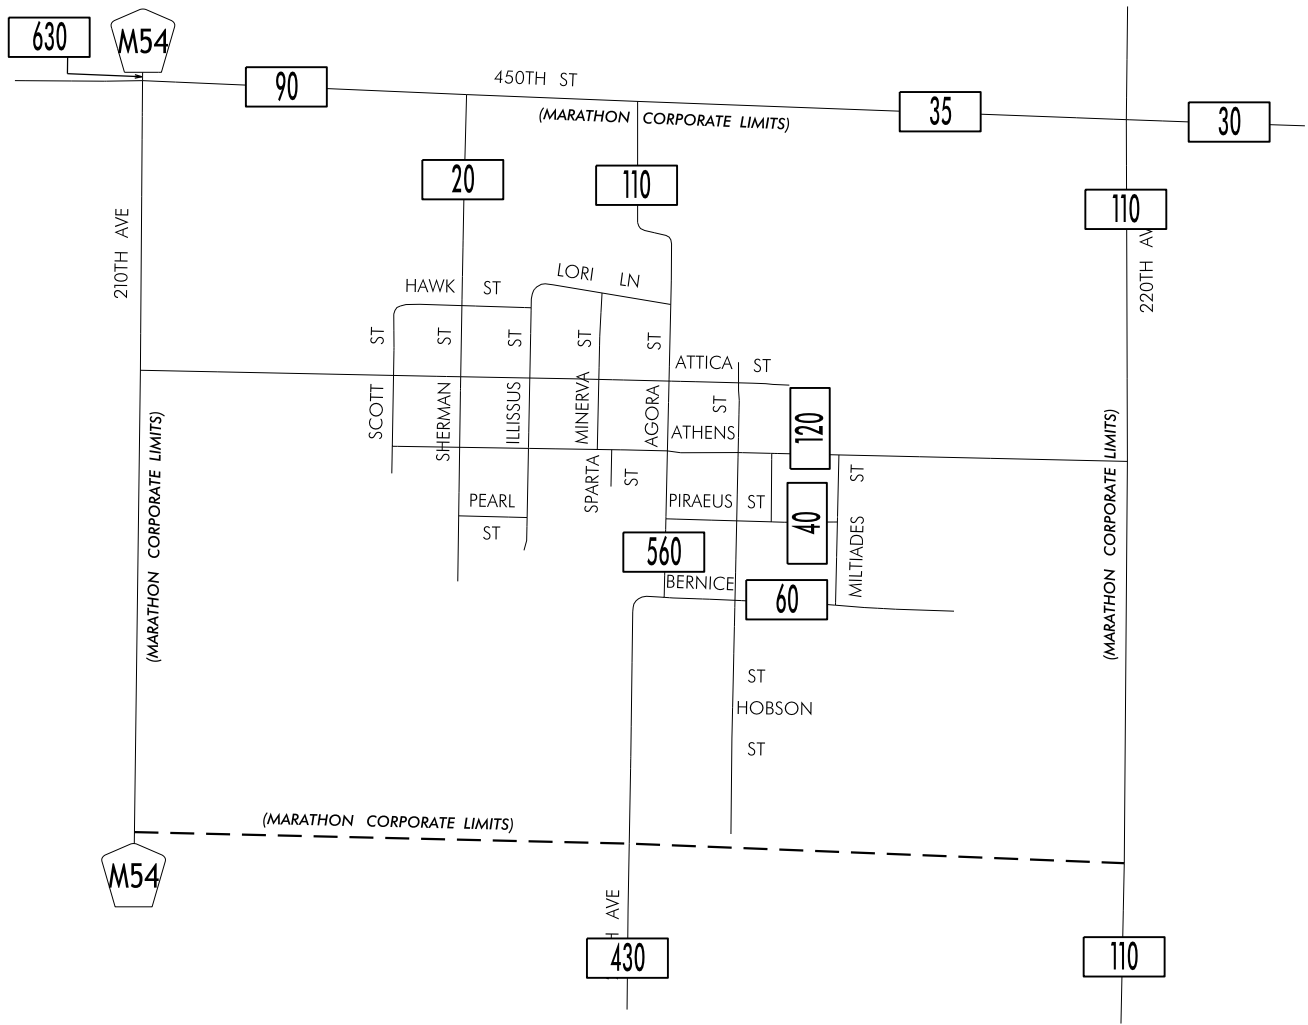 630
M54
90
450TH ST
(MARATHON CORPORATE LIMITS)
35
30
20
110
110
210TH AVE
220TH
HAWK ST
LORI LN
SCOTT ST
SHERMAN ST
ILLISSUS ST
MINERVA ST
AGORA ST
ATTICA ST
ST
ATHENS
120
(MARATHON CORPORATE LIMITS)
(MARATHON CORPORATE LIMITS)
SPARTA ST
PEARL ST
PIRAEUS ST
40
MILTIADES ST
560
BERNICE
60
ST
HOBSON
ST
(MARATHON CORPORATE LIMITS)
M54
AVE
430
110